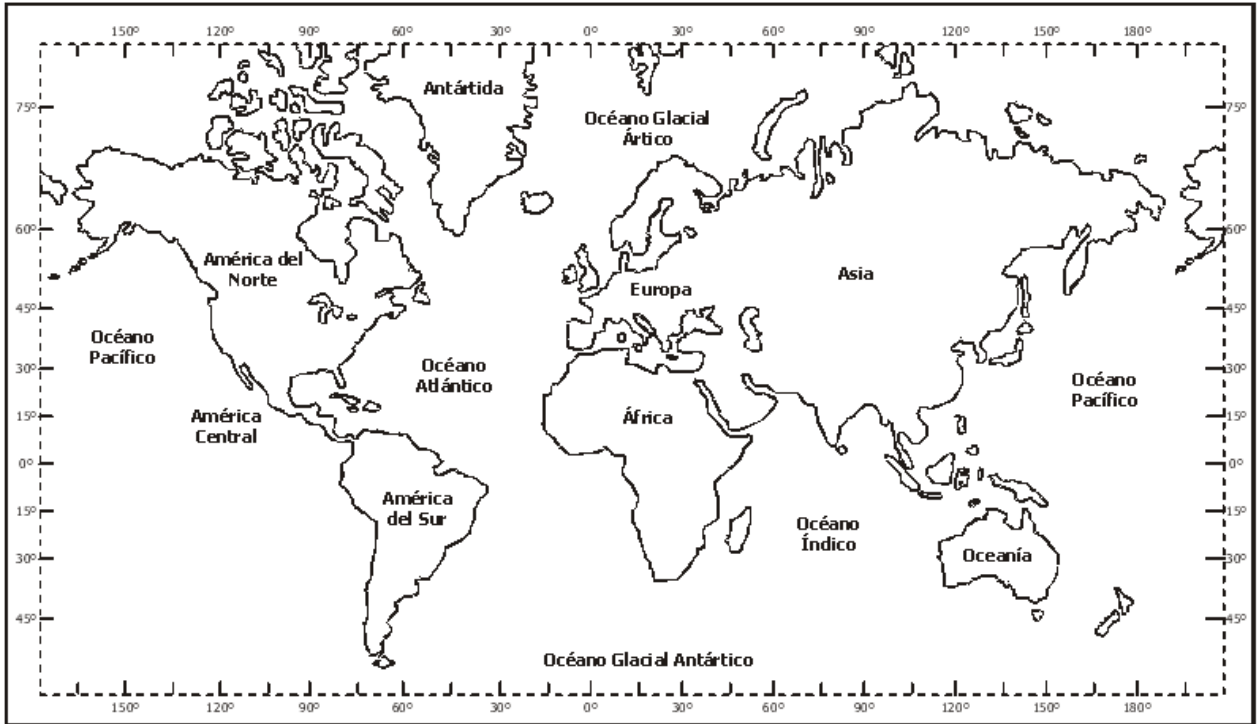 150º 120º 90º 60º 30º 0º 30º 60º 90º 120º 150º 180º
Antártida
75º
75º
Océano Glacial
Ártico
60º
60º
América del
Norte
Asia
Europa
45º
45º
Océano
Pacífico
Océano
Atlántico
30º
30º
Océano
Pacífico
América
Central
África
15º
15º
0º
0º
América
del Sur
15º
15º
Océano
Índico
Oceanía
30º
30º
45º
45º
Océano Glacial Antártico
150º 120º 90º 60º 30º 0º 30º 60º 90º 120º 150º 180º